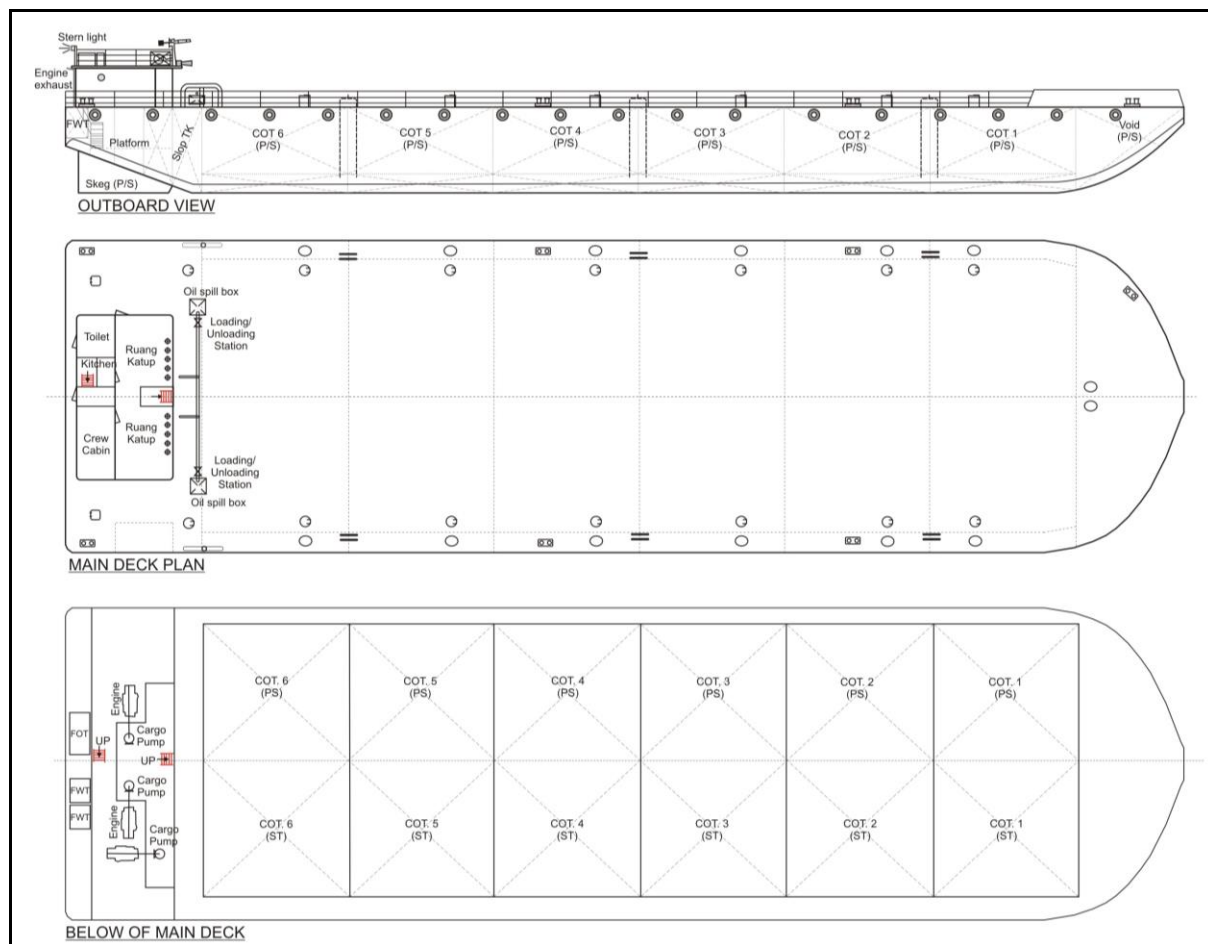 Stern light
Engine
exhaust
FWT
Platform
Slop TK
COT 6
(P/S)
COT 5
(P/S)
COT 4
(P/S)
COT 3
(P/S)
COT 2
(P/S)
COT 1
(P/S)
Void
(P/S)
Skeg (P/S)
OUTBOARD VIEW
Oil spill box
Loading/
Unloading
Station
Toilet
Kitchen
Ruang
Katup
Ruang
Katup
Crew
Cabin
Loading/
Unloading
Station
Oil spill box
MAIN DECK PLAN
COT. 6
(PS)
COT. 5
(PS)
COT. 4
(PS)
COT. 3
(PS)
COT. 2
(PS)
COT. 1
(PS)
Engine
FOT
UP
Cargo
Pump
UP
Cargo
Pump
FWT
FWT
Engine
Cargo
Pump
COT. 6
(ST)
COT. 5
(ST)
COT. 4
(ST)
COT. 3
(ST)
COT. 2
(ST)
COT. 1
(ST)
BELOW OF MAIN DECK